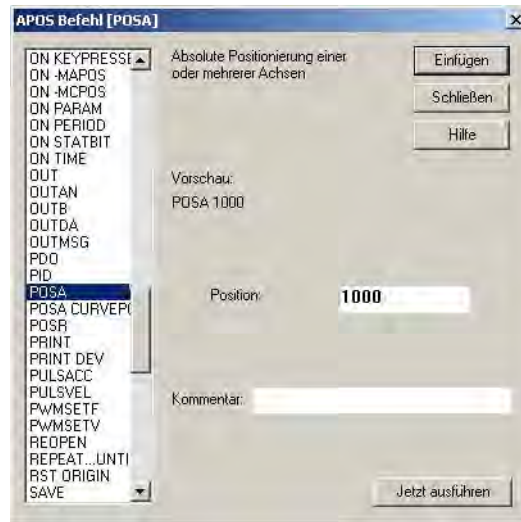 APOS Befehl [POSA]
ON KEYPRESSE
ON -MAPOS
ON -MCPOS
ON PARAM
ON PERIOD
ON STATBIT
ON TIME
OUT
OUTAN
OUTB
OUTDA
OUTMSG
PDO
PID
POSA
POSA CURVEPO
POSR
PRINT
PRINT DEV
PULSACC
PULSVEL
PWMSETF
PWMSETV
REOPEN
REPEAT...UNTI
RST ORIGIN
SAVE
Absolute Positionierung einer
oder mehrerer Achsen
Einfügen
Schließen
Hilfe
Vorschau:
POSA 1000
Position:
1000
Kommentar:
Jetzt ausführen